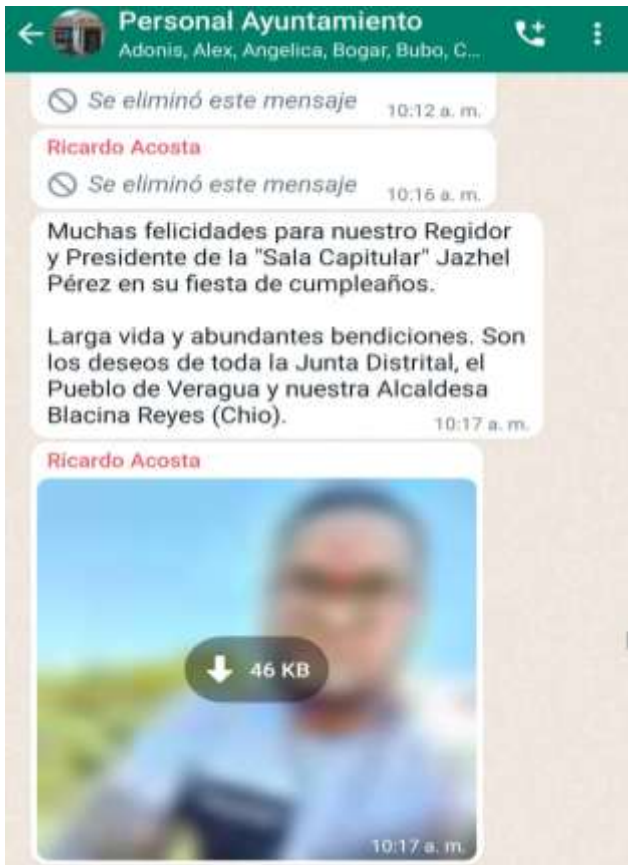 Personal Ayuntamiento
Adonis, Alex, Angelica, Bogar, Bubo, C...
Se eliminó este mensaje 10:12 a. m.
Ricardo Acosta
Se eliminó este mensaje 10:16 a. m.
Muchas felicidades para nuestro Regidor
y Presidente de la "Sala Capitular" Jazhel
Pérez en su fiesta de cumpleaños.
Larga vida y abundantes bendiciones. Son
los deseos de toda la Junta Distrital, el
Pueblo de Veragua y nuestra Alcaldesa
Blacina Reyes (Chio). 10:17 a. m.
Ricardo Acosta
46 KB
10:17 a. m.